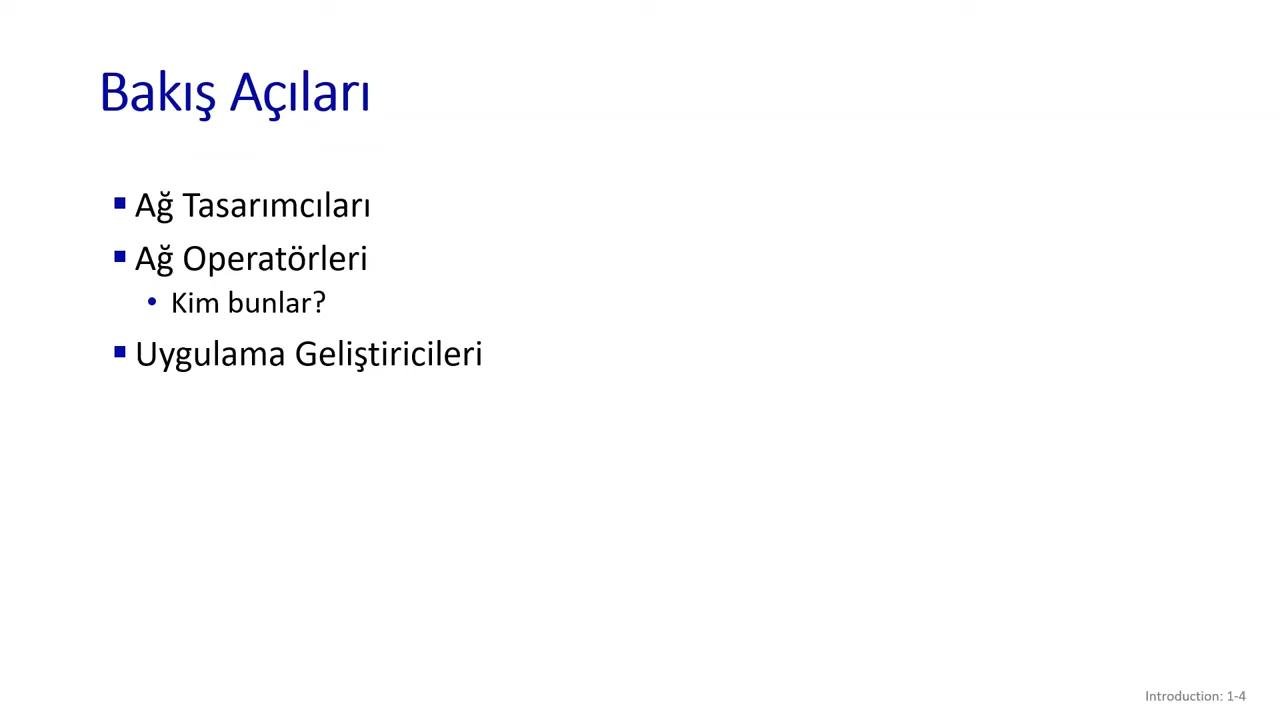 Bakış Açıları
▪ Ağ Tasarımcıları
▪ Ağ Operatörleri
• Kim bunlar?
▪ Uygulama Geliştiricileri
Introduction: 1-4